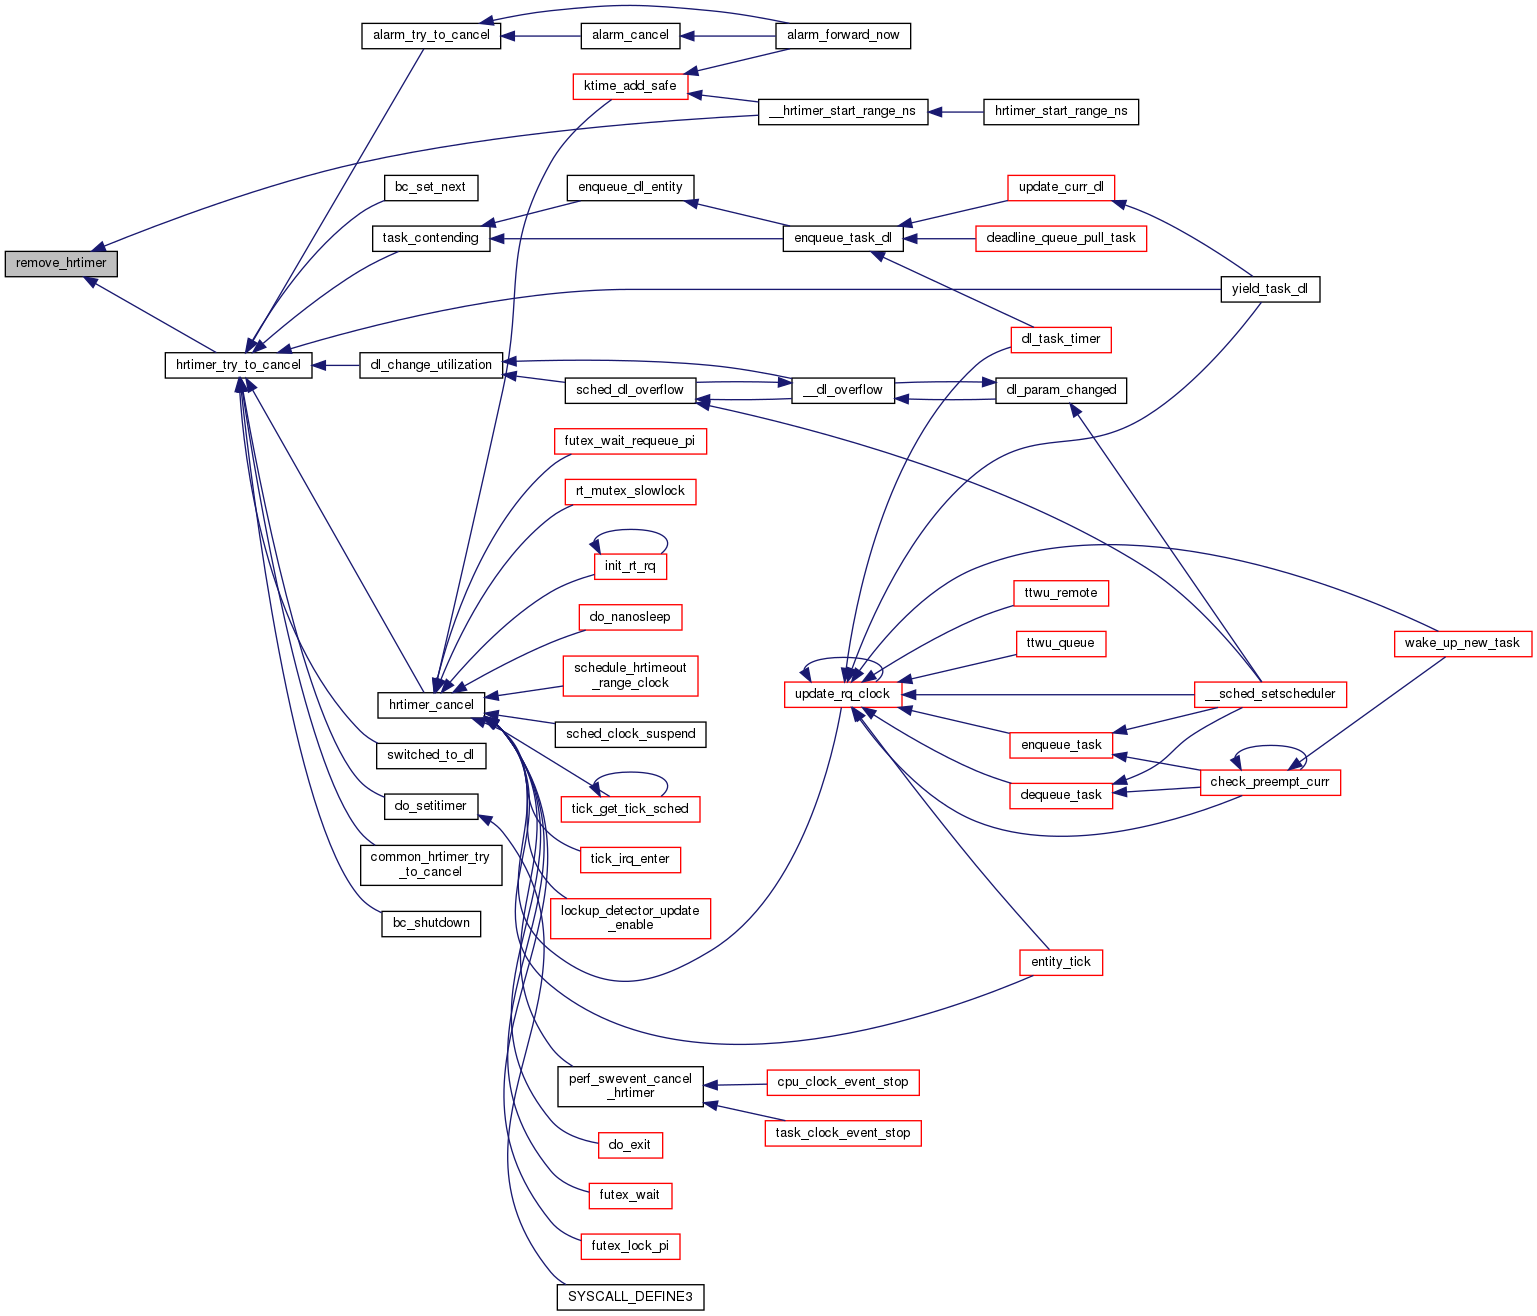 alarm_try_to_cancel
alarm_cancel
alarm_forward_now
ktime_add_safe
__hrtimer_start_range_ns
hrtimer_start_range_ns
bc_set_next
enqueue_dl_entity
update_curr_dl
task_contending
enqueue_task_dl
deadline_queue_pull_task
remove_hrtimer
yield_task_dl
dl_task_timer
hrtimer_try_to_cancel
dl_change_utilization
sched_dl_overflow
__dl_overflow
dl_param_changed
futex_wait_requeue_pi
rt_mutex_slowlock
init_rt_rq
do_nanosleep
ttwu_remote
ttwu_queue
wake_up_new_task
schedule_hrtimeout
_range_clock
update_rq_clock
__sched_setscheduler
hrtimer_cancel
sched_clock_suspend
enqueue_task
switched_to_dl
check_preempt_curr
dequeue_task
do_setitimer
tick_get_tick_sched
common_hrtimer_try
_to_cancel
tick_irq_enter
bc_shutdown
lockup_detector_update
_enable
entity_tick
perf_swevent_cancel
_hrtimer
cpu_clock_event_stop
task_clock_event_stop
do_exit
futex_wait
futex_lock_pi
SYSCALL_DEFINE3